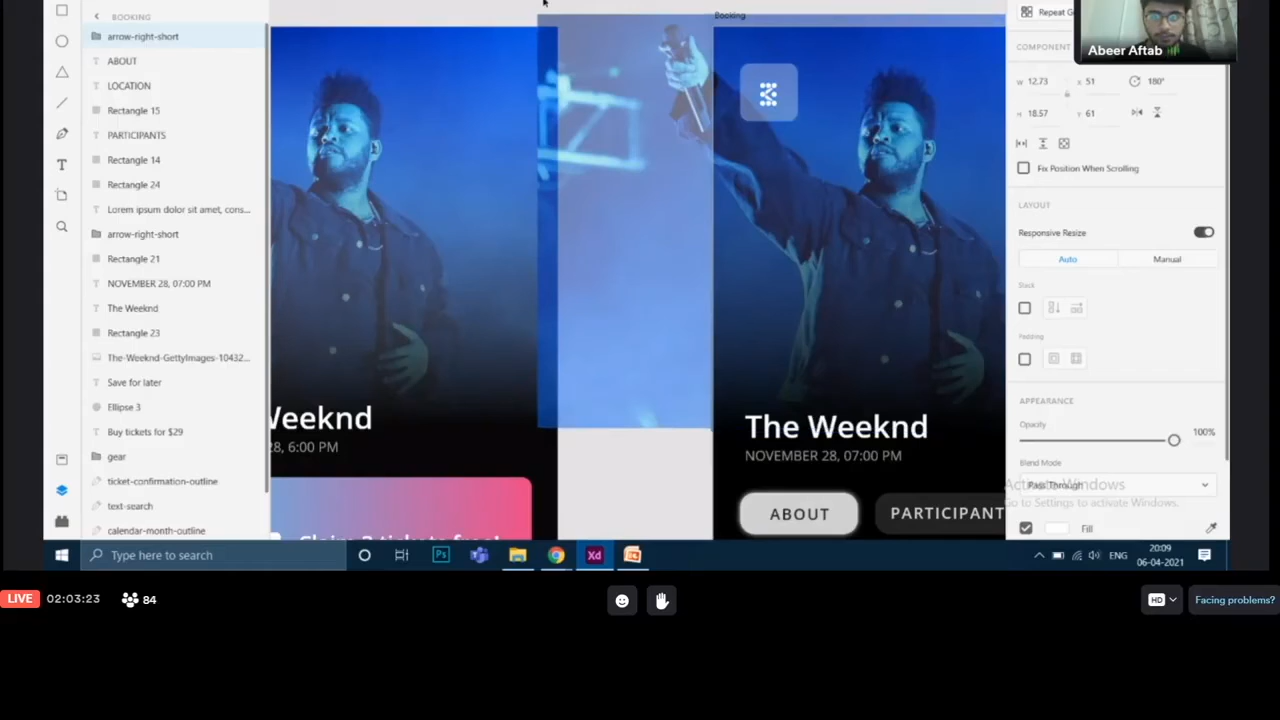 BOOKING
arrow-right-short
ABOUT
LOCATION
Rectangle 15
PARTICIPANTS
Rectangle 14
Rectangle 24
Lorem ipsum dolor sit amet, cons...
arrow-right-short
Rectangle 21
NOVEMBER 28, 07:00 PM
The Weeknd
Rectangle 23
The-Weeknd-GettyImages-10432...
Save for later
Ellipse 3
Buy tickets for $29
gear
ticket-confirmation-outline
text-search
calendar-month-outline
Weeknd
28, 6:00 PM
Claim 2 tickets free!
Booking
The Weeknd
NOVEMBER 28, 07:00 PM
ABOUT
PARTICIPANT
Repeat G
Abeer Aftab
COMPONENT
W 12.73 X 51 180°
H 18.57 Y 61
Fix Position When Scrolling
LAYOUT
Responsive Resize
Auto Manual
Stack
Padding
APPEARANCE
Opacity
100%
Blend Mode
Pass Through
Activate Windows
Go to Settings to activate Windows.
Fill
Type here to search
Ps
Xd
ENG
20:09
06-04-2021
LIVE 02:03:23 84
HD
Facing problems?